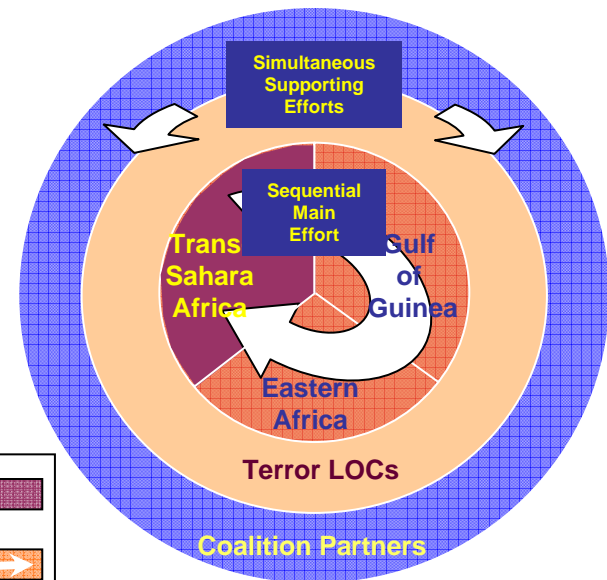 Simultaneous
Supporting
Efforts
Sequential
Main
Effort
Trans
Sahara
Africa
Gulf
of
Guinea
Eastern
Africa
Terror LOCs
Coalition Partners